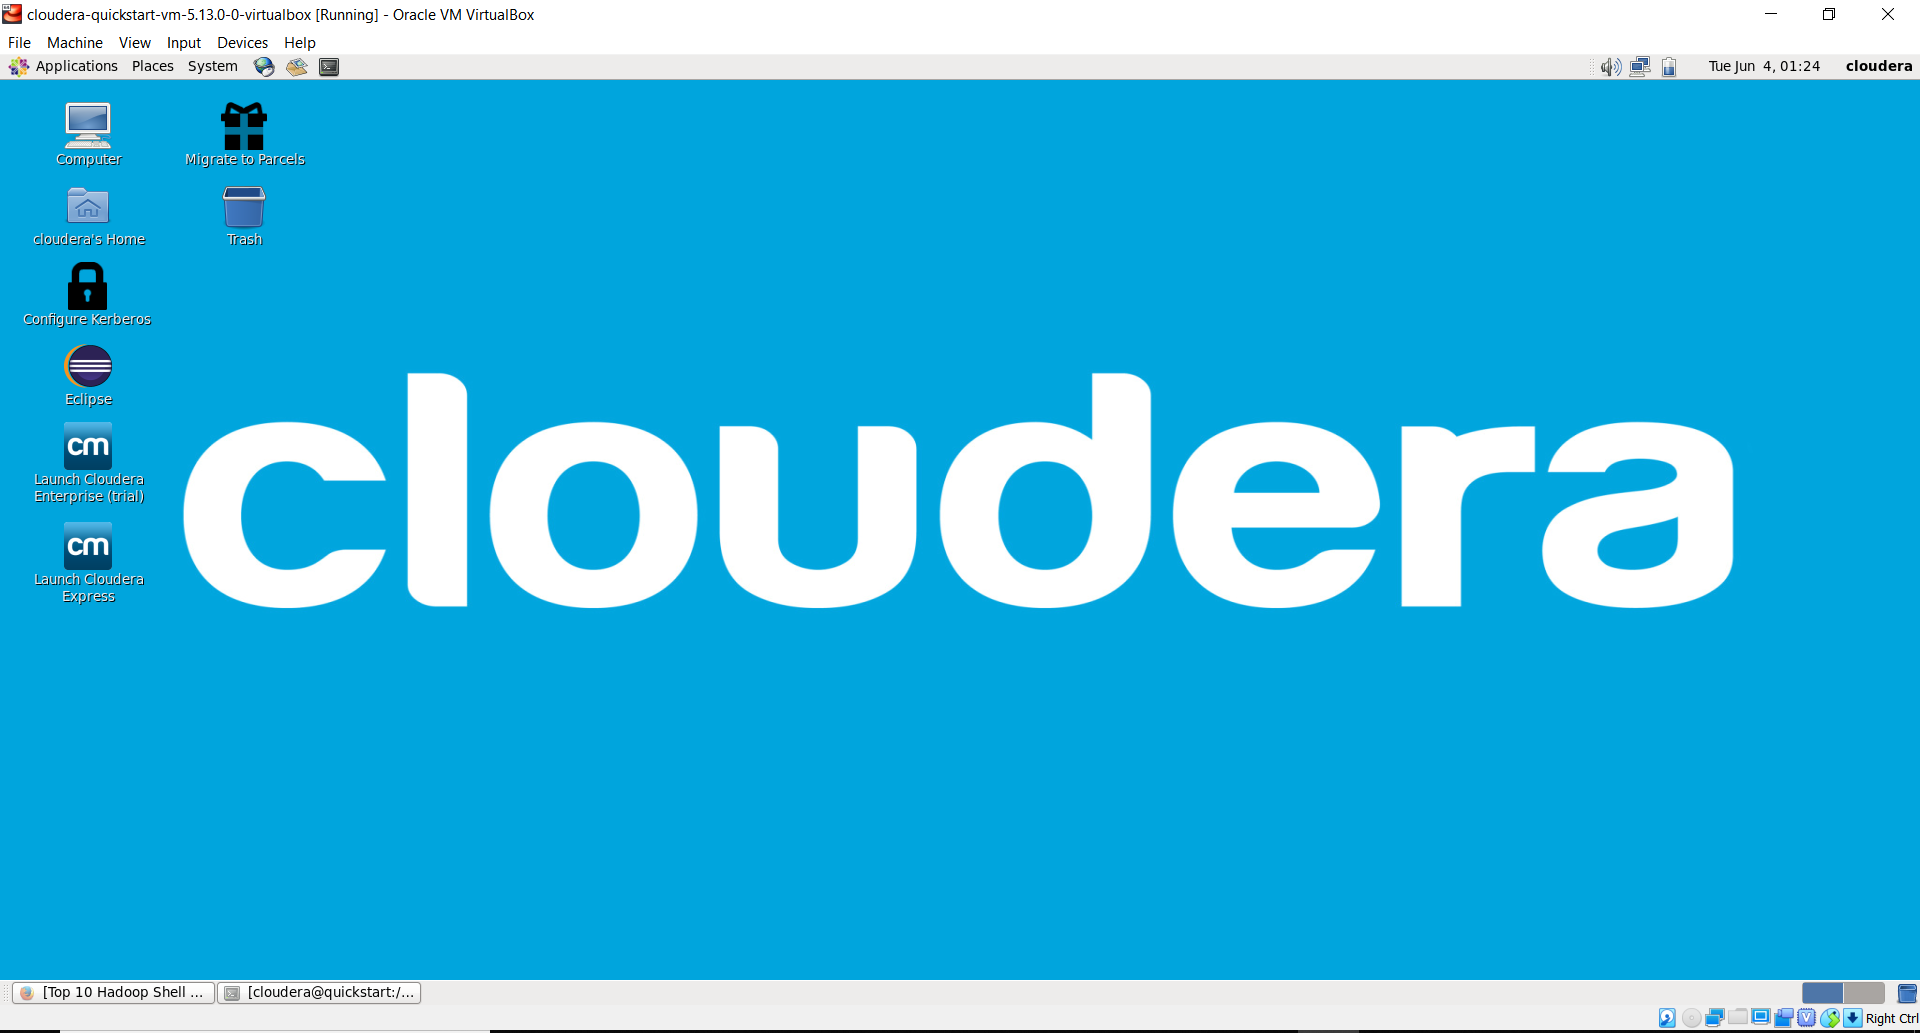 cloudera-quickstart-vm-5.13.0-0-virtualbox [Running] - Oracle VM VirtualBox
File Machine View Input Devices Help
Applications Places System Tue Jun 4, 01:24 cloudera
Computer
Migrate to Parcels
cloudera's Home
Trash
Configure Kerberos
Eclipse
cm
Launch Cloudera
Enterprise (trial)
cm
Launch Cloudera
Express
cloudera
[Top 10 Hadoop Shell ...
[cloudera@quickstart:/...
Right Ctrl